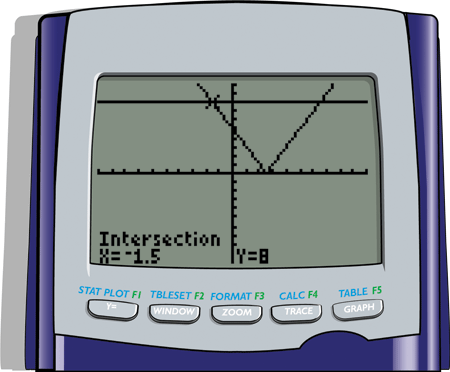 Intersection
X=-1.5 Y=8
STAT PLOT F1 TBLESET F2 FORMAT F3 CALC F4 TABLE F5
Y= WINDOW ZOOM TRACE GRAPH